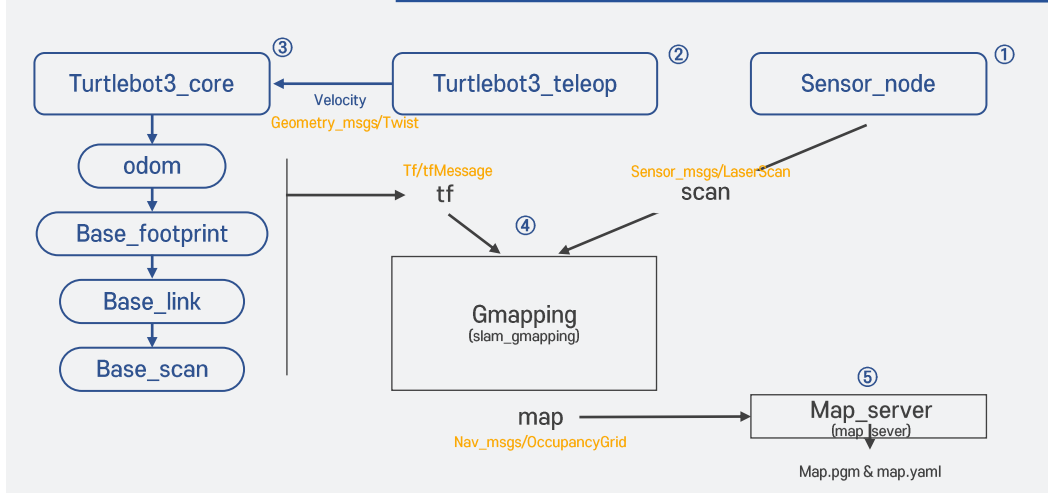 ③
②
①
Turtlebot3_core
Turtlebot3_teleop
Sensor_node
Velocity
Geometry_msgs/Twist
odom
Tf/tfMessage
Sensor_msgs/LaserScan
tf
scan
④
Base_footprint
Base_link
Gmapping
(slam_gmapping)
Base_scan
⑤
map
Nav_msgs/OccupancyGrid
Map_server
(map_sever)
Map.pgm & map.yaml